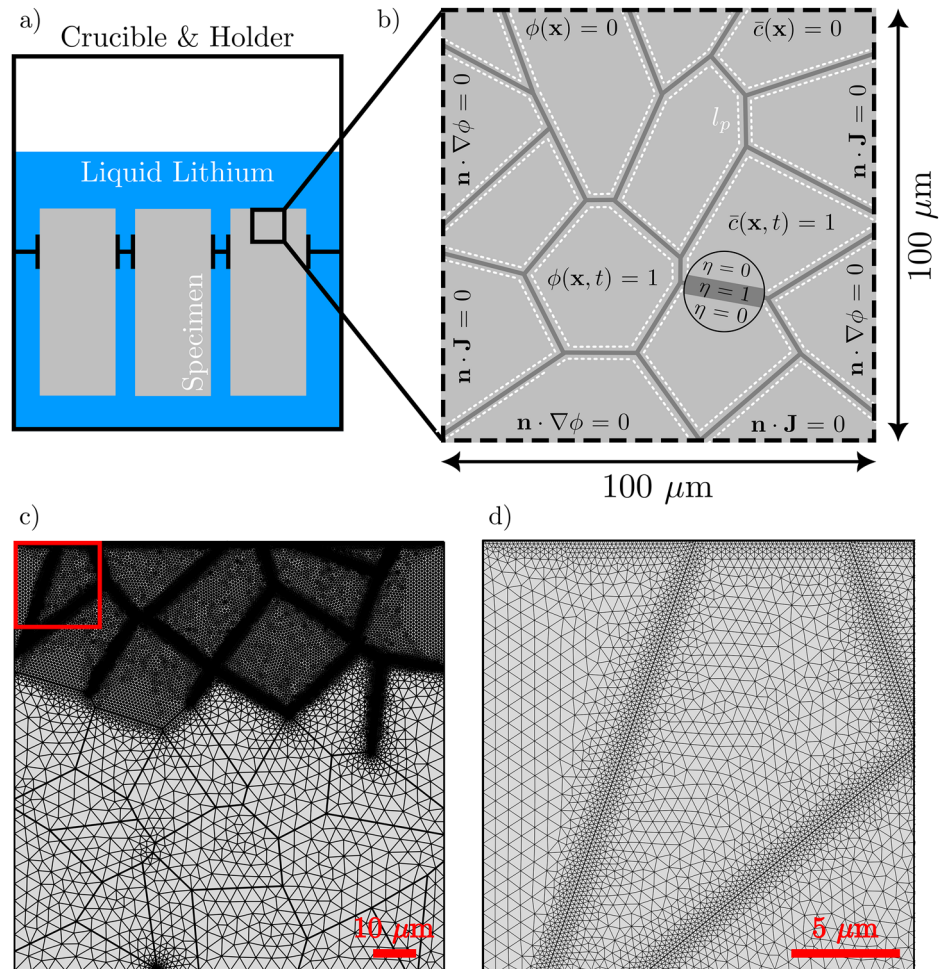 a)
Crucible & Holder
Liquid Lithium
Specimen
b)
ϕ(x) = 0
c̄(x) = 0
n · ∇ϕ = 0
n · J = 0
l_p
c̄(x, t) = 1
ϕ(x, t) = 1
η = 0
η = 1
η = 0
n · J = 0
n · ∇ϕ = 0
n · ∇ϕ = 0
n · J = 0
100 μm
100 μm
c)
10 μm
d)
5 μm